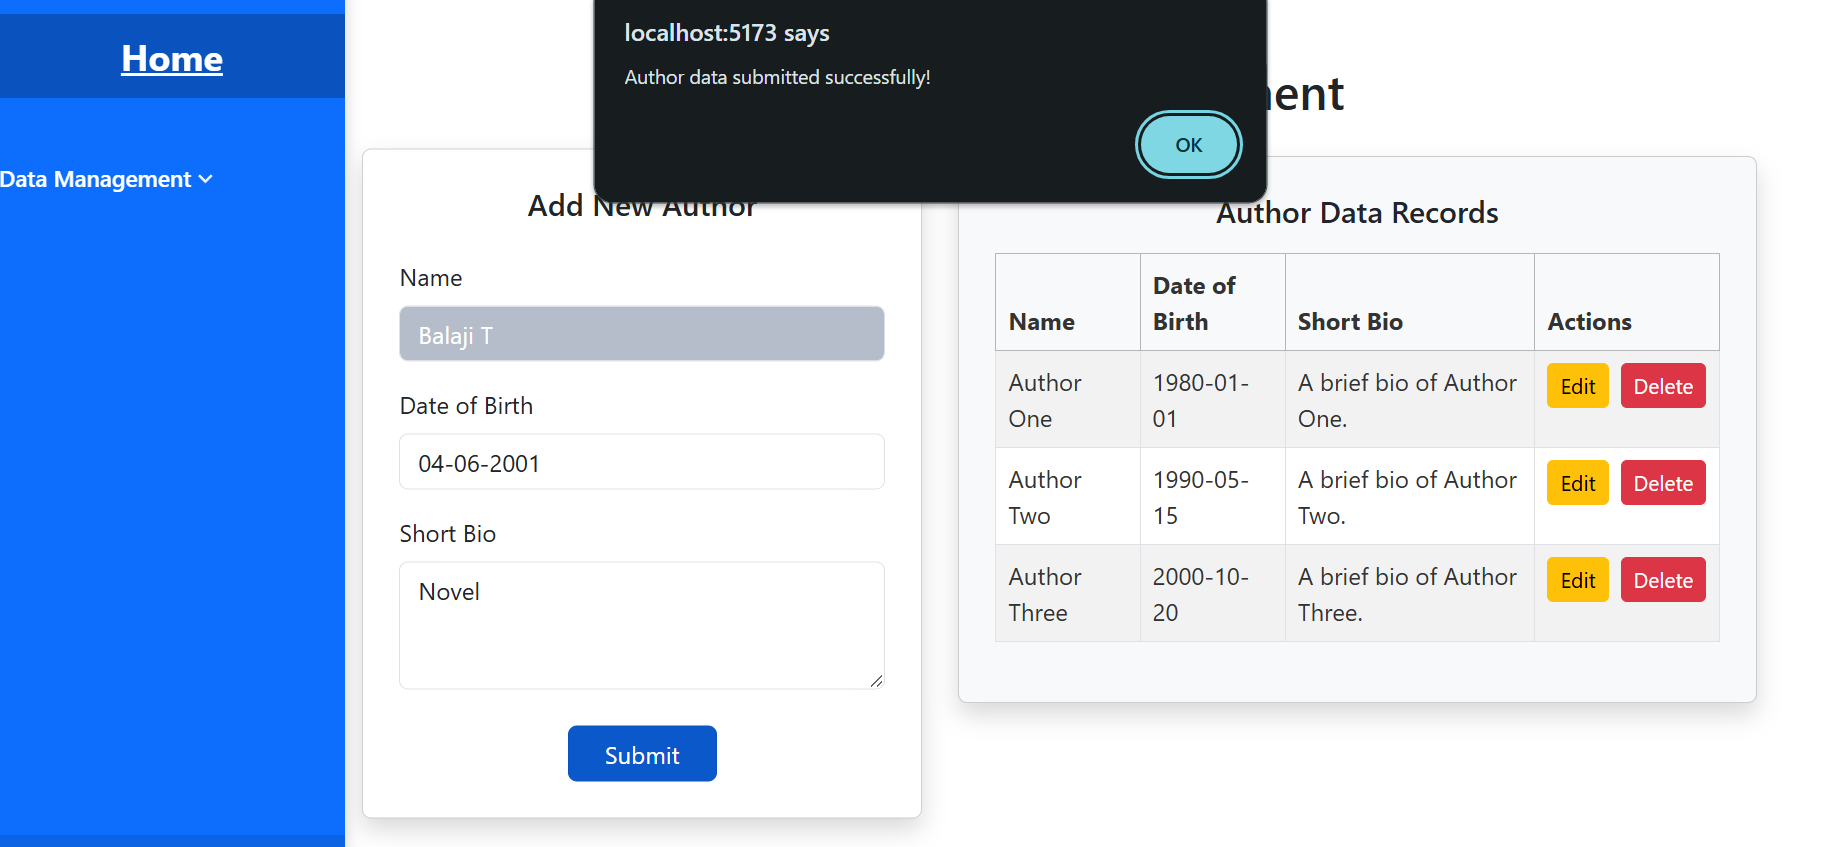 Home
Data Management
localhost:5173 says
Author data submitted successfully!
OK
Add New Author
Name
Balaji T
Date of Birth
04-06-2001
Short Bio
Novel
Submit
Author Data Records
Name
Date of
Birth
Short Bio
Actions
Author
One
1980-01-
01
A brief bio of Author
One.
Edit
Delete
Author
Two
1990-05-
15
A brief bio of Author
Two.
Edit
Delete
Author
Three
2000-10-
20
A brief bio of Author
Three.
Edit
Delete